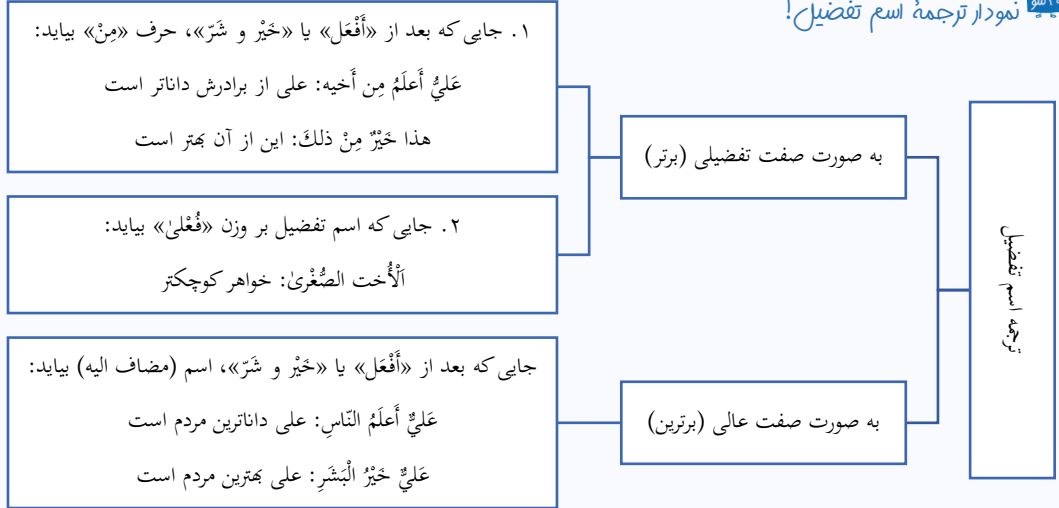 نمودار ترجمهٔ اسم تفضیل!
ترجمه اسم تفضیل
به صورت صفت تفضیلی (برتر)
۱. جایی که بعد از «أَفْعَل» یا «خَیْر و شَرّ»، حرف «مِنْ» بیاید:
عَليُّ أَعلَمُ مِن أَخیه: علی از برادرش داناتر است
هذا خَیْرٌ مِنْ ذلكَ: این از آن بهتر است
۲. جایی که اسم تفضیل بر وزن «فُعْلیٰ» بیاید:
اَلْأُخت الصُّغْریٰ: خواهر کوچکتر
به صورت صفت عالی (برترین)
جایی که بعد از «أَفْعَل» یا «خَیْر و شَرّ»، اسم (مضاف الیه) بیاید:
عَليٌّ أَعلَمُ النّاسِ: علی داناترین مردم است
عَليٌّ خَیْرُ الْبَشَرِ: علی بهترین مردم است